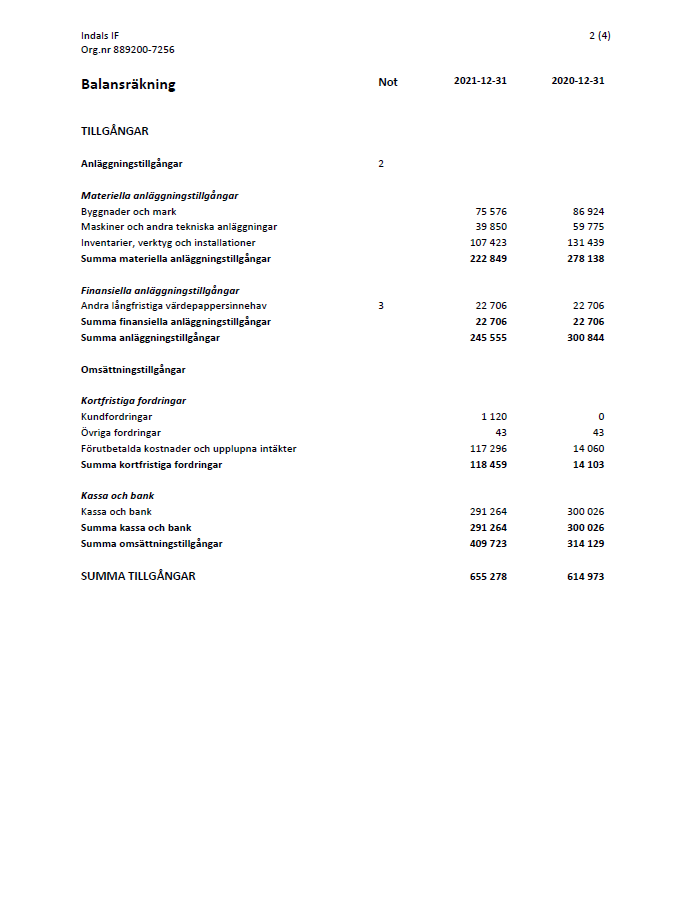 Indals IF 2 (4)
Org.nr 889200-7256
Balansräkning Not 2021-12-31 2020-12-31
TILLGÅNGAR
Anläggningstillgångar 2
Materiella anläggningstillgångar
Byggnader och mark 75 576 86 924
Maskiner och andra tekniska anläggningar 39 850 59 775
Inventarier, verktyg och installationer 107 423 131 439
Summa materiella anläggningstillgångar 222 849 278 138
Finansiella anläggningstillgångar
Andra långfristiga värdepappersinnehav 3 22 706 22 706
Summa finansiella anläggningstillgångar 22 706 22 706
Summa anläggningstillgångar 245 555 300 844
Omsättningstillgångar
Kortfristiga fordringar
Kundfordringar 1 120 0
Övriga fordringar 43 43
Förutbetalda kostnader och upplupna intäkter 117 296 14 060
Summa kortfristiga fordringar 118 459 14 103
Kassa och bank
Kassa och bank 291 264 300 026
Summa kassa och bank 291 264 300 026
Summa omsättningstillgångar 409 723 314 129
SUMMA TILLGÅNGAR 655 278 614 973